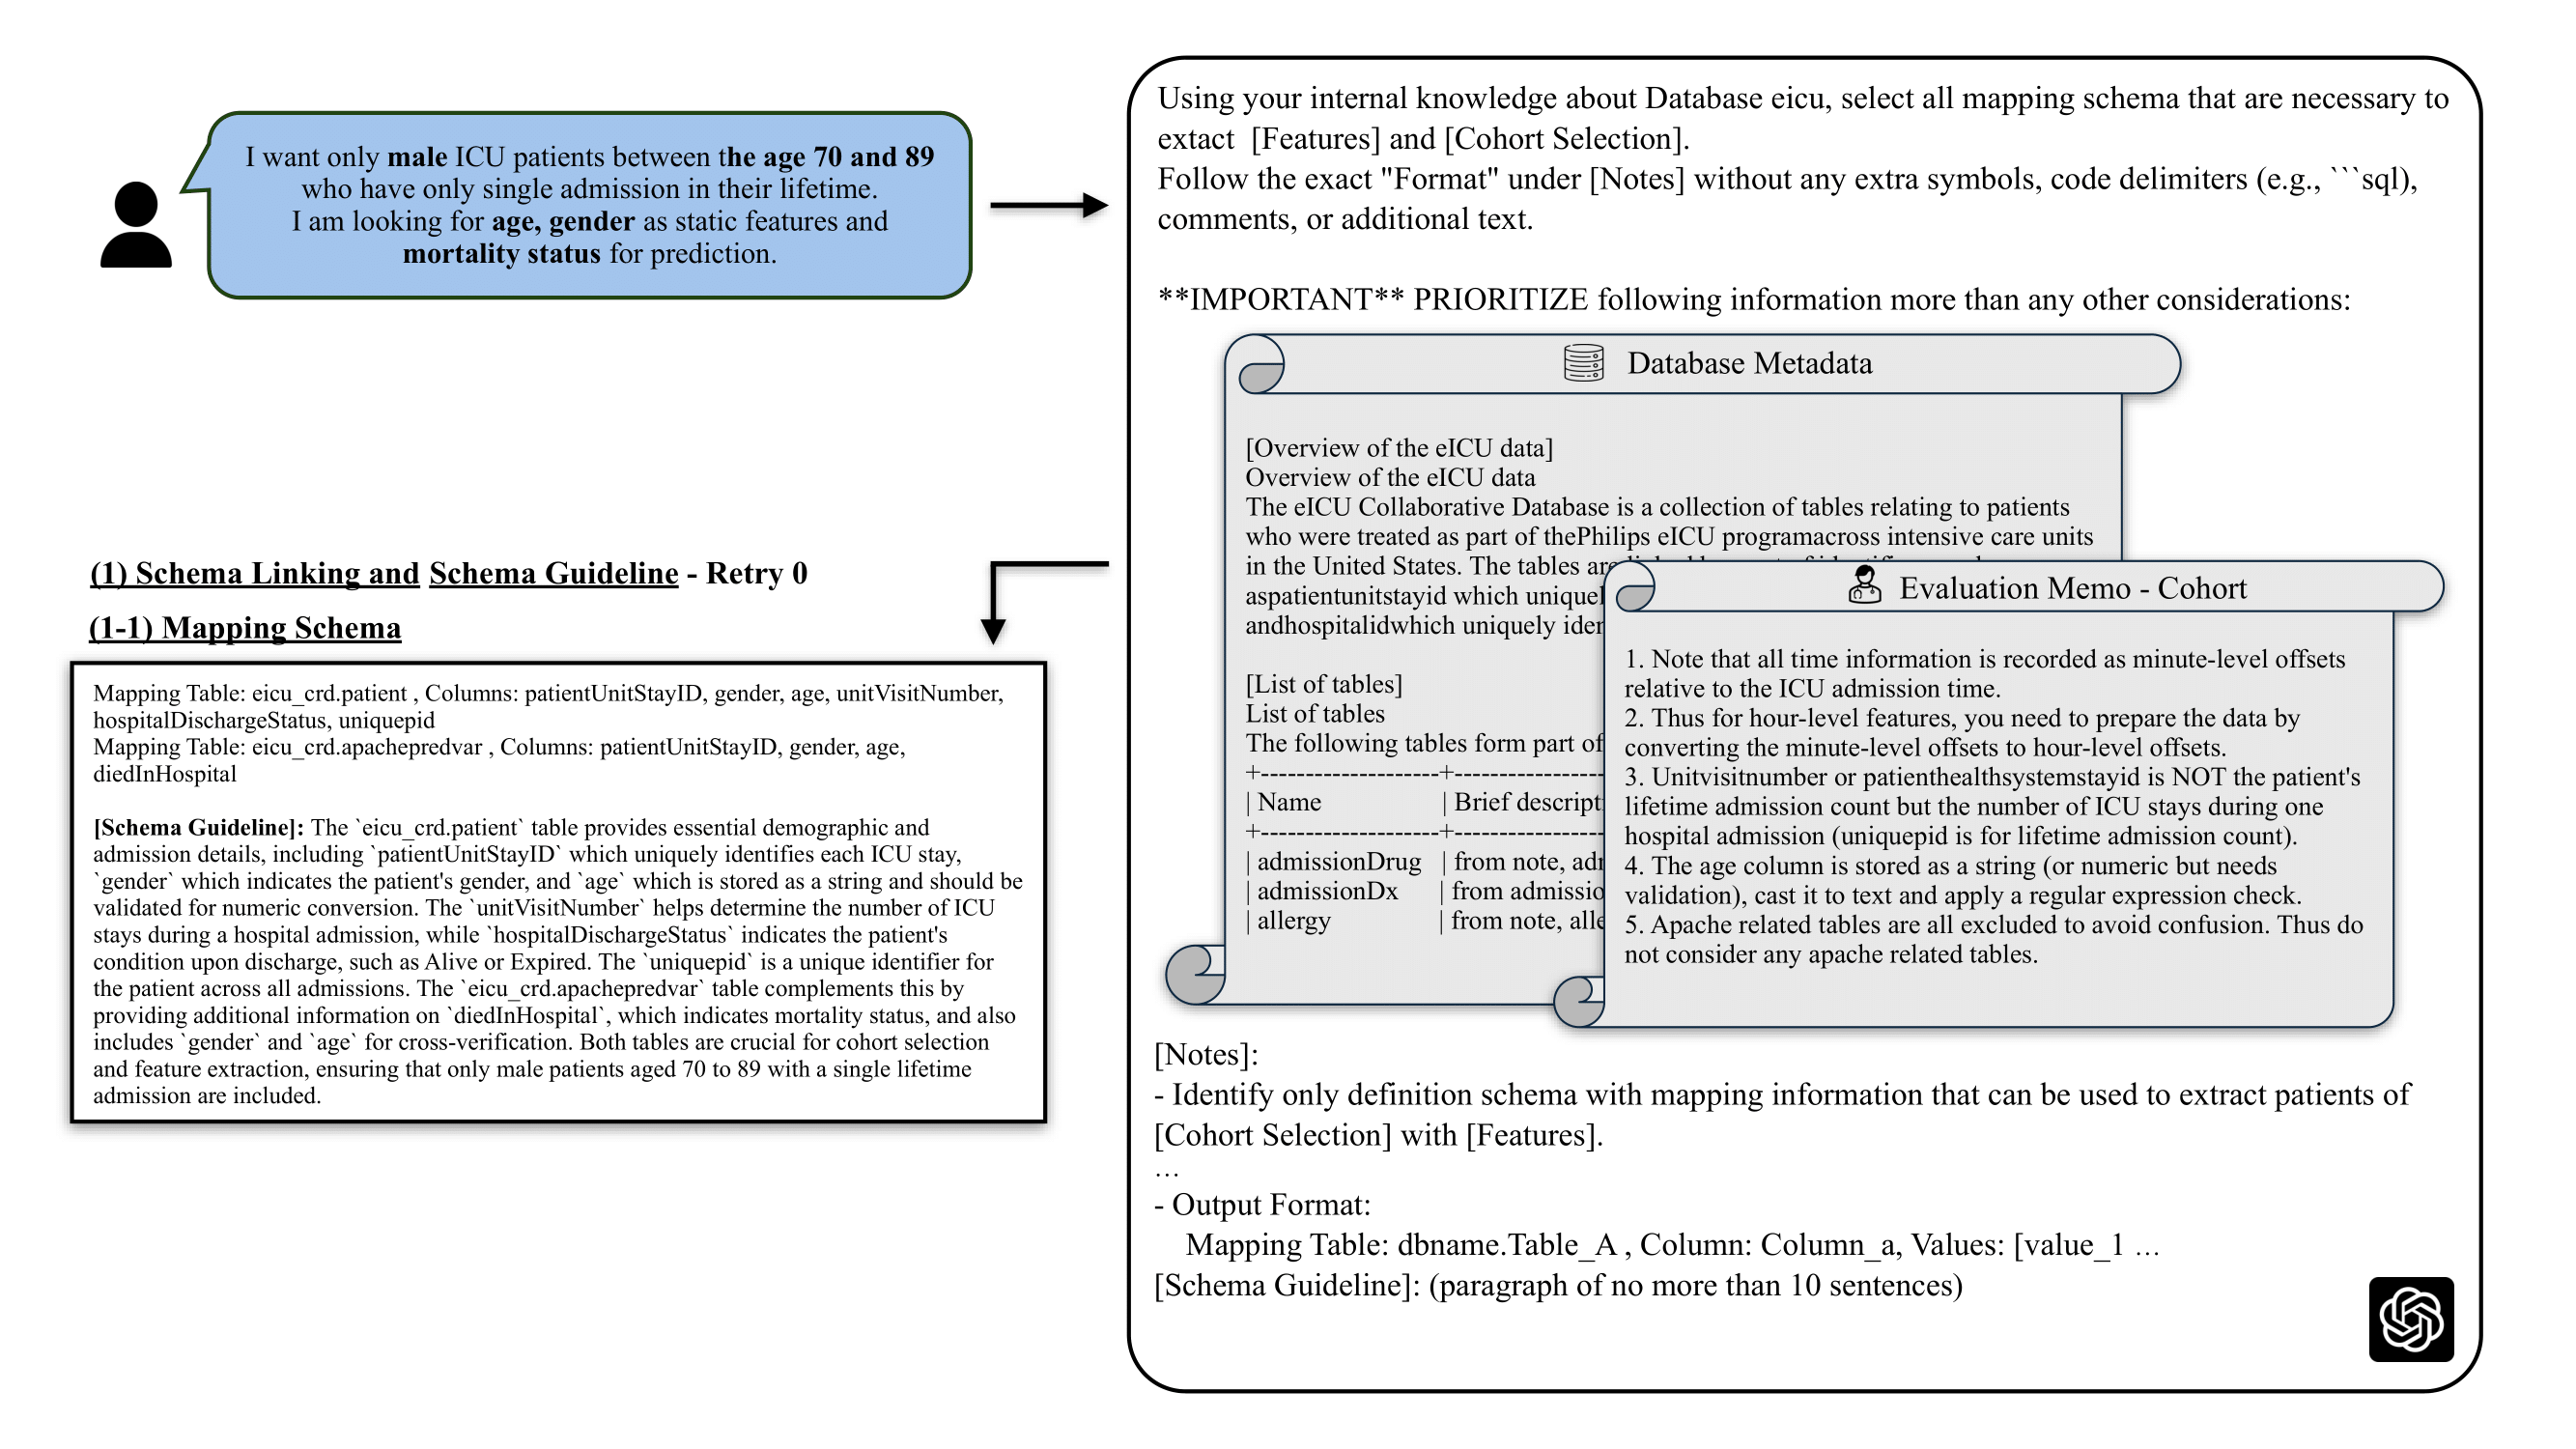 I want only male ICU patients between the age 70 and 89
who have only single admission in their lifetime.
I am looking for age, gender as static features and
mortality status for prediction.
Using your internal knowledge about Database eicu, select all mapping schema that are necessary to
extact [Features] and [Cohort Selection].
Follow the exact "Format" under [Notes] without any extra symbols, code delimiters (e.g., ```sql),
comments, or additional text.
**IMPORTANT** PRIORITIZE following information more than any other considerations:
Database Metadata
[Overview of the eICU data]
Overview of the eICU data
The eICU Collaborative Database is a collection of tables relating to patients
who were treated as part of thePhilips eICU programacross intensive care units
in the United States. The tables are
aspatientunitstayid which uniquel
andhospitalidwhich uniquely iden
[List of tables]
List of tables
The following tables form part of
+---------------------+-----------------
| Name | Brief descripti
+---------------------+-----------------
| admissionDrug | from note, adr
| admissionDx | from admissio
| allergy | from note, alle
Evaluation Memo - Cohort
1. Note that all time information is recorded as minute-level offsets
relative to the ICU admission time.
2. Thus for hour-level features, you need to prepare the data by
converting the minute-level offsets to hour-level offsets.
3. Unitvisitnumber or patienthealthsystemstayid is NOT the patient's
lifetime admission count but the number of ICU stays during one
hospital admission (uniquepid is for lifetime admission count).
4. The age column is stored as a string (or numeric but needs
validation), cast it to text and apply a regular expression check.
5. Apache related tables are all excluded to avoid confusion. Thus do
not consider any apache related tables.
[Notes]:
- Identify only definition schema with mapping information that can be used to extract patients of
[Cohort Selection] with [Features].
...
- Output Format:
Mapping Table: dbname.Table_A , Column: Column_a, Values: [value_1 ...
[Schema Guideline]: (paragraph of no more than 10 sentences)
(1) Schema Linking and Schema Guideline - Retry 0
(1-1) Mapping Schema
Mapping Table: eicu_crd.patient , Columns: patientUnitStayID, gender, age, unitVisitNumber,
hospitalDischargeStatus, uniquepid
Mapping Table: eicu_crd.apachepredvar , Columns: patientUnitStayID, gender, age,
diedInHospital
[Schema Guideline]: The `eicu_crd.patient` table provides essential demographic and
admission details, including `patientUnitStayID` which uniquely identifies each ICU stay,
`gender` which indicates the patient's gender, and `age` which is stored as a string and should be
validated for numeric conversion. The `unitVisitNumber` helps determine the number of ICU
stays during a hospital admission, while `hospitalDischargeStatus` indicates the patient's
condition upon discharge, such as Alive or Expired. The `uniquepid` is a unique identifier for
the patient across all admissions. The `eicu_crd.apachepredvar` table complements this by
providing additional information on `diedInHospital`, which indicates mortality status, and also
includes `gender` and `age` for cross-verification. Both tables are crucial for cohort selection
and feature extraction, ensuring that only male patients aged 70 to 89 with a single lifetime
admission are included.